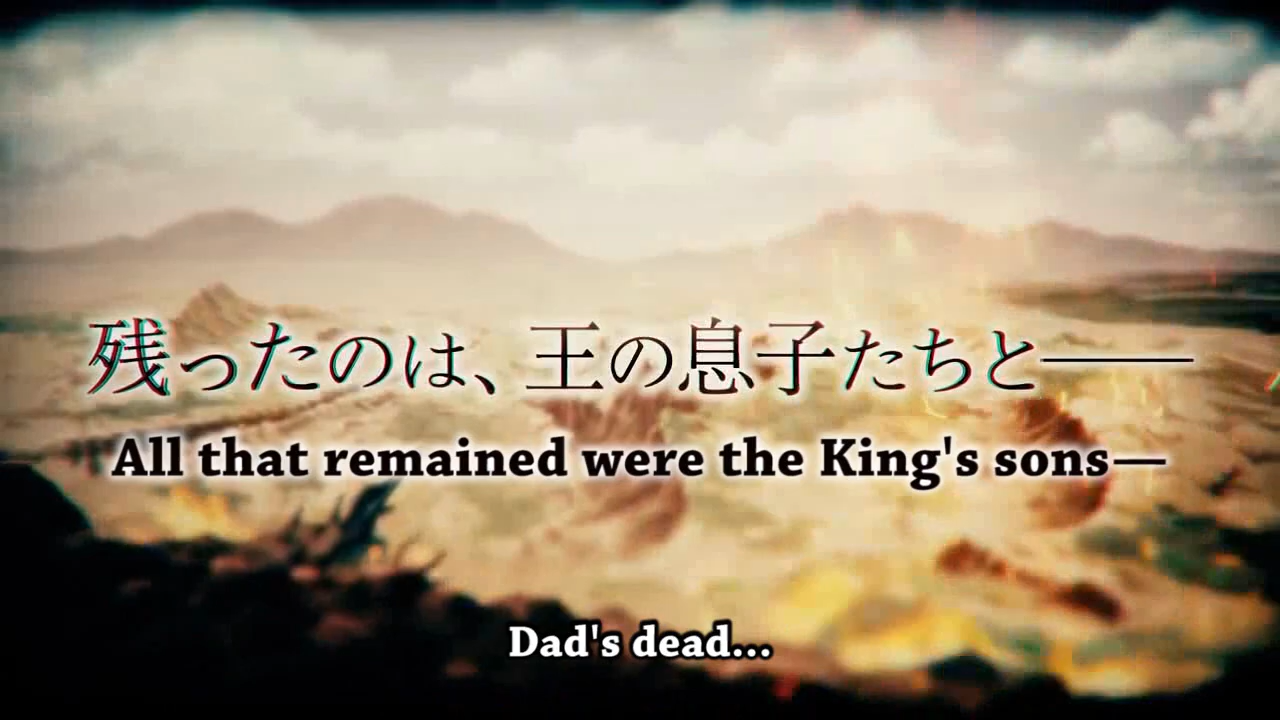 残ったのは、王の息子たちと──
All that remained were the King's sons—
Dad's dead...